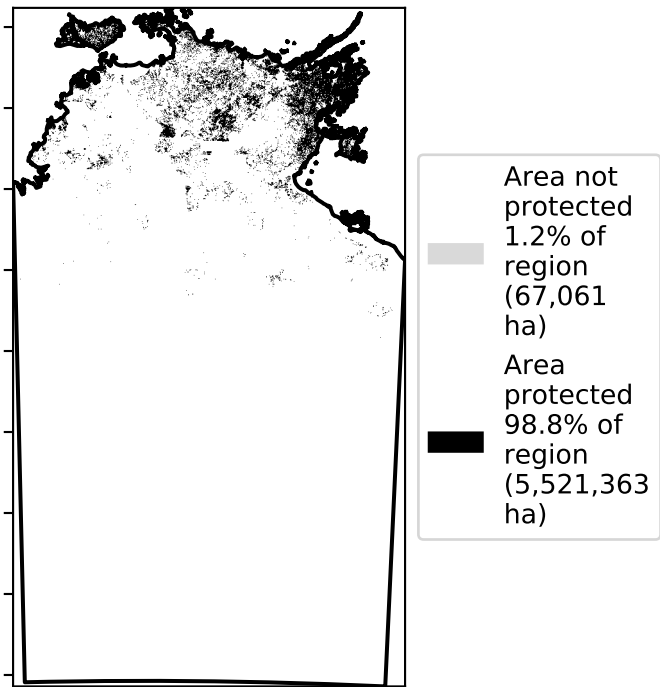 Area not
protected
1.2% of
region
(67,061
ha)
Area
protected
98.8% of
region
(5,521,363
ha)